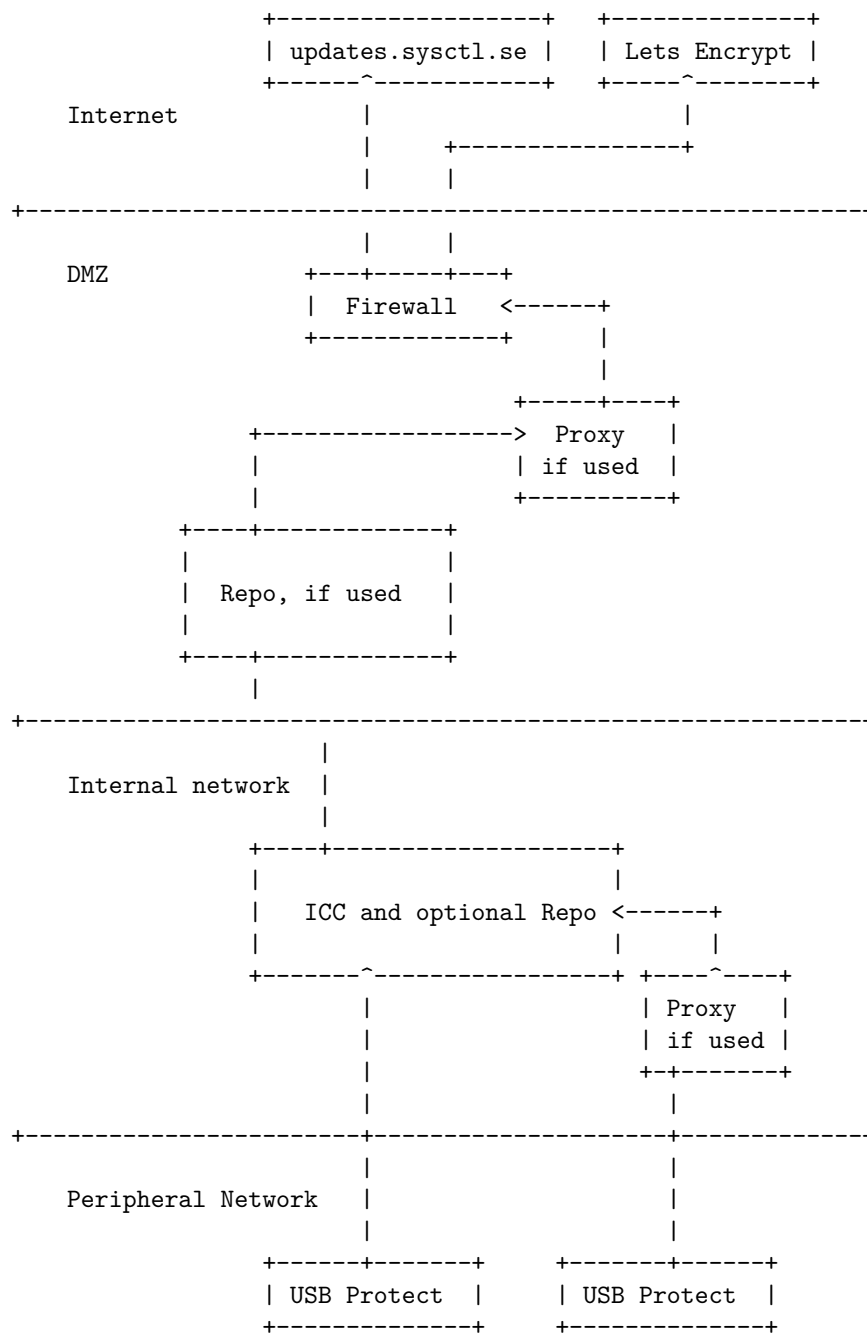 updates.sysctl.se Lets Encrypt
Internet
DMZ
Firewall
Proxy
if used
Repo, if used
Internal network
ICC and optional Repo
Proxy
if used
Peripheral Network
USB Protect USB Protect